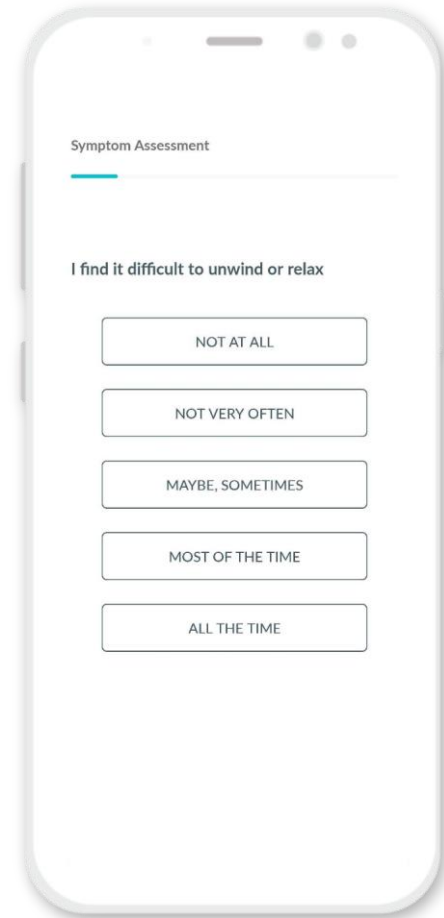 Symptom Assessment
I find it difficult to unwind or relax
NOT AT ALL
NOT VERY OFTEN
MAYBE, SOMETIMES
MOST OF THE TIME
ALL THE TIME